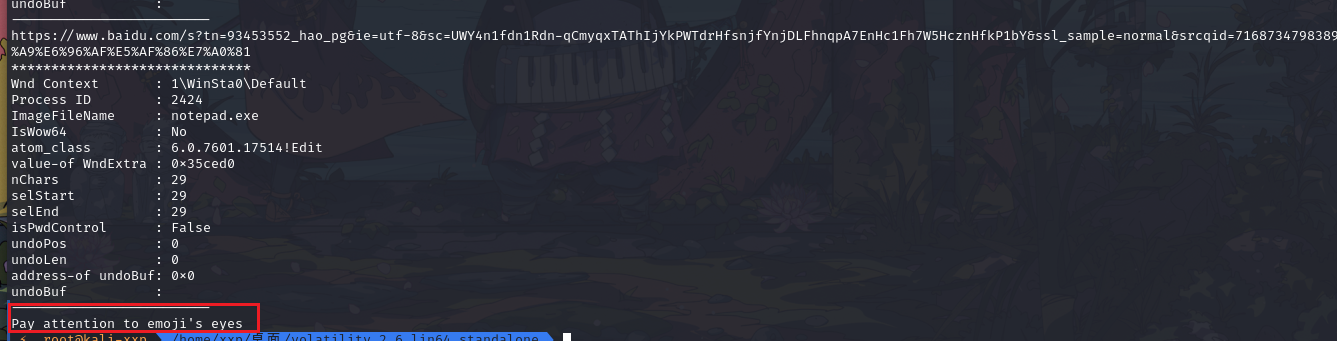 undoBuf           :
-------------------------
https://www.baidu.com/s?tn=93453552_hao_pg&ie=utf-8&sc=UWY4n1fdn1Rdn-qCmyqxTAThIjYkPWTdrHfsnjfYnjDLFhnqpA7EnHc1Fh7W5HcznHfkP1bY&ssl_sample=normal&srcqid=7168734798389
%A9%E6%96%AF%E5%AF%86%E7%A0%81
******************************
Wnd Context       : 1\WinSta0\Default
Process ID        : 2424
ImageFileName     : notepad.exe
IsWow64           : No
atom_class        : 6.0.7601.17514!Edit
value-of WndExtra : 0×35ced0
nChars            : 29
selStart          : 29
selEnd            : 29
isPwdControl      : False
undoPos           : 0
undoLen           : 0
address-of undoBuf: 0×0
undoBuf           :
-------------------------
Pay attention to emoji's eyes
root@kali-xxp /home/xxp/桌面/volatility_2.6_lin64_standalone